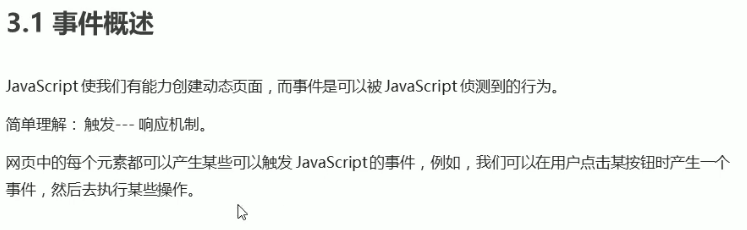 3.1 事件概述
JavaScript 使我们有能力创建动态页面，而事件是可以被 JavaScript 侦测到的行为。
简单理解： 触发--- 响应机制。
网页中的每个元素都可以产生某些可以触发 JavaScript 的事件，例如，我们可以在用户点击某按钮时产生一个
事件，然后去执行某些操作。